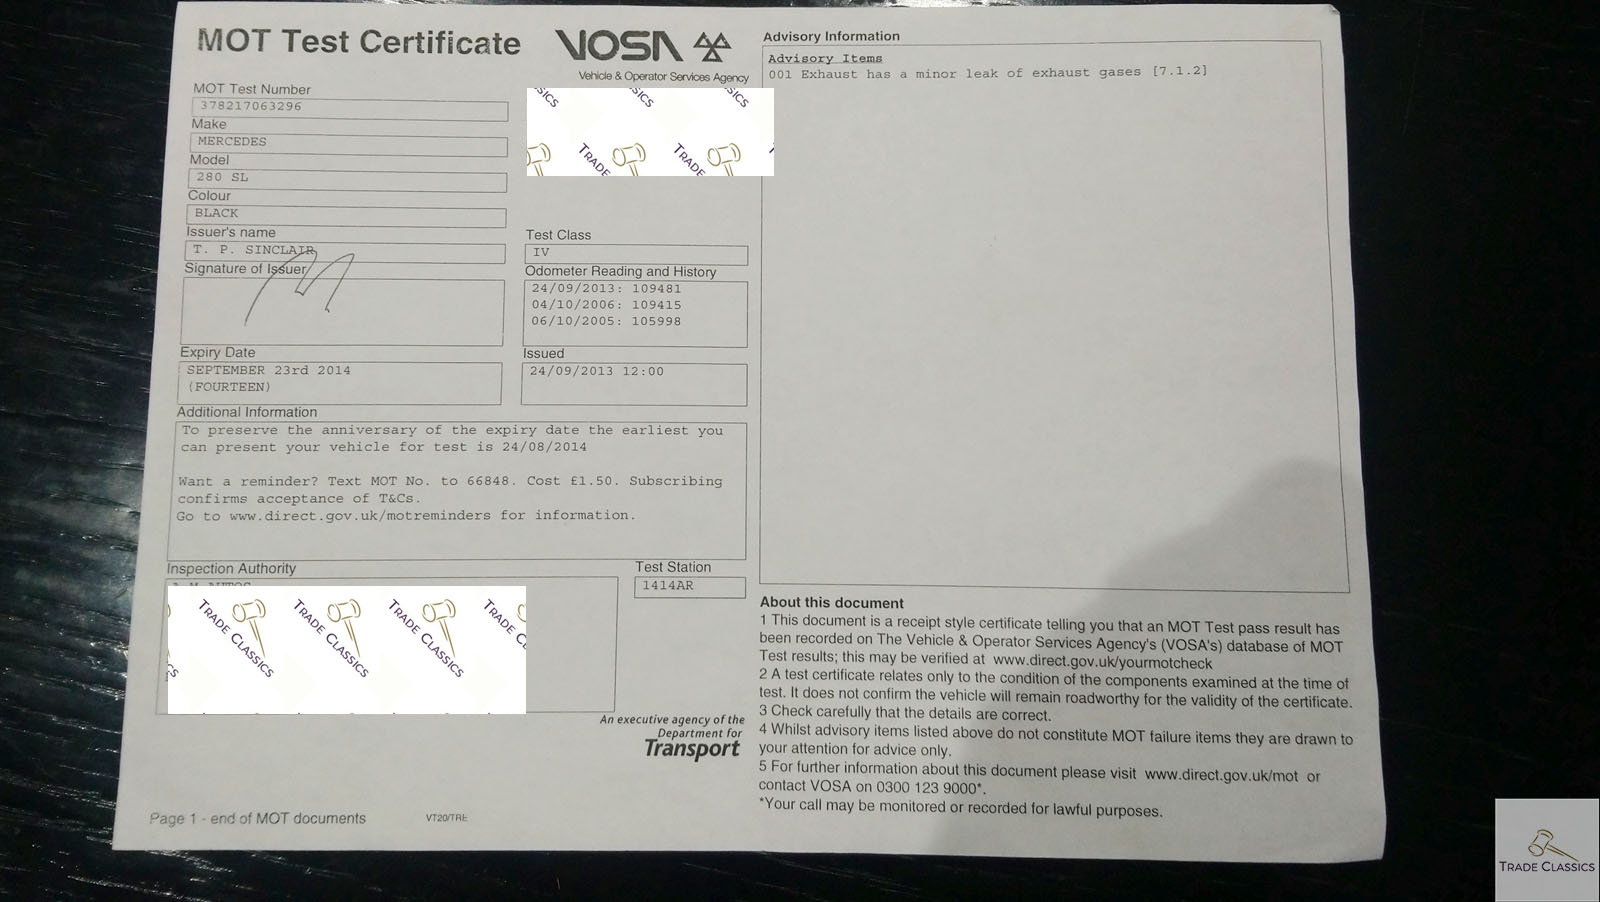 MOT Test Certificate
VOSA
Vehicle & Operator Services Agency
MOT Test Number
378217063296
Make
MERCEDES
Model
280 SL
Colour
BLACK
Issuer's name
T. P. SINCLAIR
Signature of Issuer
Test Class
IV
Odometer Reading and History
24/09/2013: 109481
04/10/2006: 109415
06/10/2005: 105998
Expiry Date
SEPTEMBER 23rd 2014
(FOURTEEN)
Issued
24/09/2013 12:00
Additional Information
To preserve the anniversary of the expiry date the earliest you
can present your vehicle for test is 24/08/2014
Want a reminder? Text MOT No. to 66848. Cost £1.50. Subscribing
confirms acceptance of T&Cs.
Go to www.direct.gov.uk/motreminders for information.
Inspection Authority
Test Station
1414AR
An executive agency of the
Department for
Transport
Page 1 - end of MOT documents
VT20/TRE
Advisory Information
Advisory Items
001 Exhaust has a minor leak of exhaust gases [7.1.2]
About this document
1 This document is a receipt style certificate telling you that an MOT Test pass result has
been recorded on The Vehicle & Operator Services Agency's (VOSA's) database of MOT
Test results; this may be verified at www.direct.gov.uk/yourmotcheck
2 A test certificate relates only to the condition of the components examined at the time of
test. It does not confirm the vehicle will remain roadworthy for the validity of the certificate.
3 Check carefully that the details are correct.
4 Whilst advisory items listed above do not constitute MOT failure items they are drawn to
your attention for advice only.
5 For further information about this document please visit www.direct.gov.uk/mot or
contact VOSA on 0300 123 9000*.
*Your call may be monitored or recorded for lawful purposes.
TRADE CLASSICS
TRADE CLASSICS
TRADE CLASSICS
TRADE CLASSICS